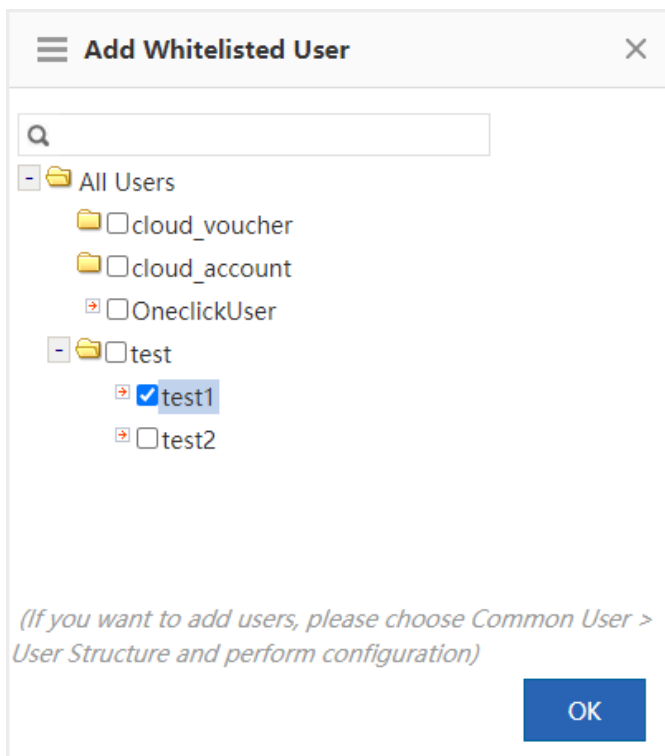 Add Whitelisted User
All Users
cloud_voucher
cloud_account
OneclickUser
test
test1
test2
(If you want to add users, please choose Common User >
User Structure and perform configuration)
OK